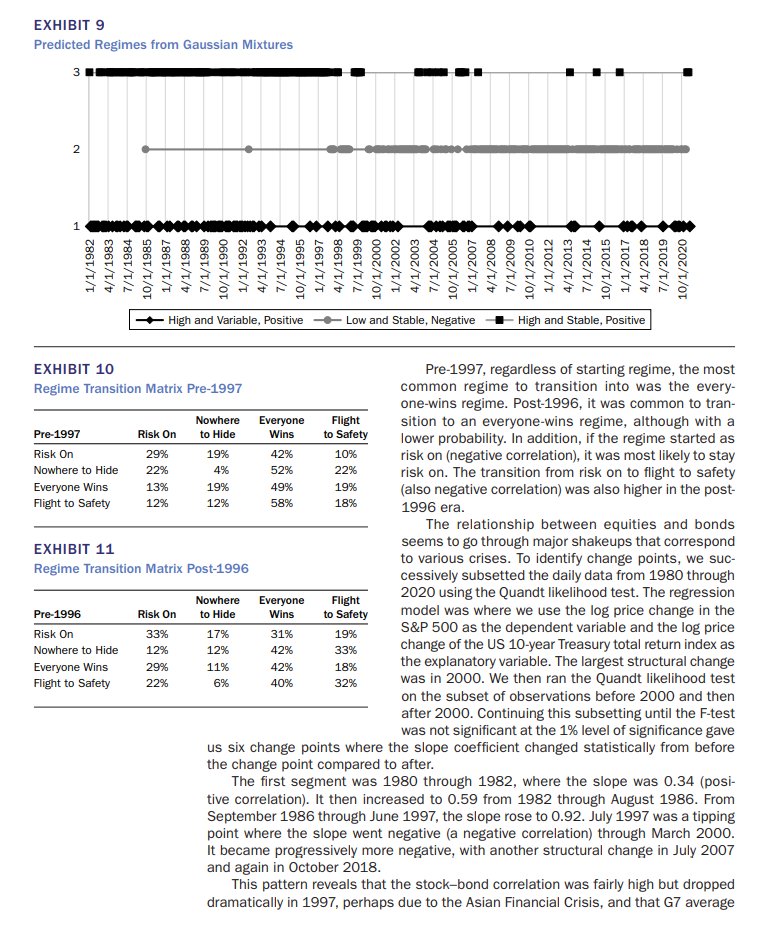 EXHIBIT 9
Predicted Regimes from Gaussian Mixtures
3
2
1
1/1/1982
4/1/1983
7/1/1984
10/1/1985
1/1/1987
4/1/1988
7/1/1989
10/1/1990
1/1/1992
4/1/1993
7/1/1994
10/1/1995
1/1/1997
4/1/1998
7/1/1999
10/1/2000
1/1/2002
4/1/2003
7/1/2004
10/1/2005
1/1/2007
4/1/2008
7/1/2009
10/1/2010
1/1/2012
4/1/2013
7/1/2014
10/1/2015
1/1/2017
4/1/2018
7/1/2019
10/1/2020
High and Variable, Positive Low and Stable, Negative High and Stable, Positive
EXHIBIT 10
Regime Transition Matrix Pre-1997
Nowhere Everyone Flight
Pre-1997 Risk On to Hide Wins to Safety
Risk On 29% 19% 42% 10%
Nowhere to Hide 22% 4% 52% 22%
Everyone Wins 13% 19% 49% 19%
Flight to Safety 12% 12% 58% 18%
EXHIBIT 11
Regime Transition Matrix Post-1996
Nowhere Everyone Flight
Pre-1996 Risk On to Hide Wins to Safety
Risk On 33% 17% 31% 19%
Nowhere to Hide 12% 12% 42% 33%
Everyone Wins 29% 11% 42% 18%
Flight to Safety 22% 6% 40% 32%
Pre-1997, regardless of starting regime, the most
common regime to transition into was the every-
one-wins regime. Post-1996, it was common to tran-
sition to an everyone-wins regime, although with a
lower probability. In addition, if the regime started as
risk on (negative correlation), it was most likely to stay
risk on. The transition from risk on to flight to safety
(also negative correlation) was also higher in the post-
1996 era.
The relationship between equities and bonds
seems to go through major shakeups that correspond
to various crises. To identify change points, we suc-
cessively subsetted the daily data from 1980 through
2020 using the Quandt likelihood test. The regression
model was where we use the log price change in the
S&P 500 as the dependent variable and the log price
change of the US 10-year Treasury total return index as
the explanatory variable. The largest structural change
was in 2000. We then ran the Quandt likelihood test
on the subset of observations before 2000 and then
after 2000. Continuing this subsetting until the F-test
was not significant at the 1% level of significance gave
us six change points where the slope coefficient changed statistically from before
the change point compared to after.
The first segment was 1980 through 1982, where the slope was 0.34 (posi-
tive correlation). It then increased to 0.59 from 1982 through August 1986. From
September 1986 through June 1997, the slope rose to 0.92. July 1997 was a tipping
point where the slope went negative (a negative correlation) through March 2000.
It became progressively more negative, with another structural change in July 2007
and again in October 2018.
This pattern reveals that the stock–bond correlation was fairly high but dropped
dramatically in 1997, perhaps due to the Asian Financial Crisis, and that G7 average